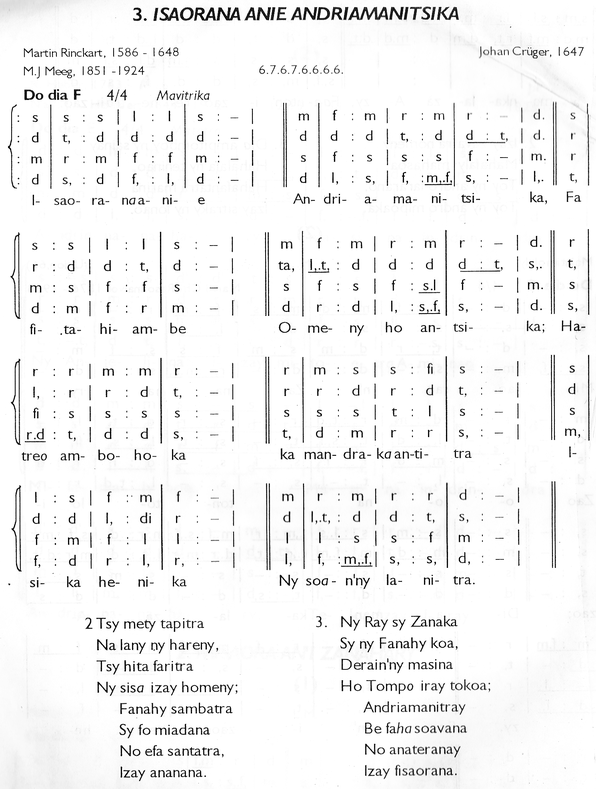 3. ISAORANA ANIE ANDRIAMANITSIKA
Martin Rinckart, 1586 - 1648
Johan Crüger, 1647
M.J Meeg, 1851 -1924
6.7.6.7.6.6.6.6.
Do dia F 4/4 Mavitrika
: s | s : s | l : l | s : – | m | f : m | r : m | r : – | d. | s
: d | t, : d | d : d | d : – | d | d : d | t, : d | d : t, | d. | r
: m | r : m | f : f | m : – | s | f : s | s : s | f : – | m. | r
: d | s, : d | f, : l, | d : – | d | l, : s, | f, : m,.f, | s, : – | l,. | t,
I- sao- ra- na a- ni- e An- dri- a- ma- ni- tsi- ka, Fa
s : s | l : l | s : – | m | f : m | r : m | r : – | d. | r
r : d | d : t, | d : – | ta, | l,.t, : d | d : d | d : t, | s,. | t,
m : s | f : f | s : – | s | f : s | f : s.l | f : – | m. | s
d : m | f : r | m : – | d | r : d | l, : s,.f, | s, : – | d. | s,
fi- .ta- hi- am- be O- me- ny ho an- tsi- ka; Ha-
r : r | m : m | r : – | r | m : s | s : fi | s : – | s
l, : r | r : d | t, : – | r | r : d | r : d | t, : – | d
fi : s | s : s | s : – | s | s : s | t : l | s : – | s
r.d : t, | d : d | s, : – | t, | d : m | r : r | s, : – | m,
treo am- bo- ho- ka ka man- dra- ka an-ti- tra I-
l : s | f : m | f : – | m | r : m | r : r | d : –
d : d | l, : di | r : – | d | l,.t, : d | d : t, | s, : –
f : m | f : l | l : – | l | l : s | s : f | m : –
f, : d | r : l, | r, : – | l, | f, : m,.f, | s, : s, | d, : –
si- ka he- ni- ka Ny soa - n'ny la- ni- tra.
2 Tsy mety tapitra
Na lany ny hareny,
Tsy hita faritra
Ny sisa izay homeny;
Fanahy sambatra
Sy fo miadana
No efa santatra,
Izay ananana.
3. Ny Ray sy Zanaka
Sy ny Fanahy koa,
Derain'ny masina
Ho Tompo iray tokoa;
Andriamanitray
Be fahasoavana
No anateranay
Izay fisaorana.